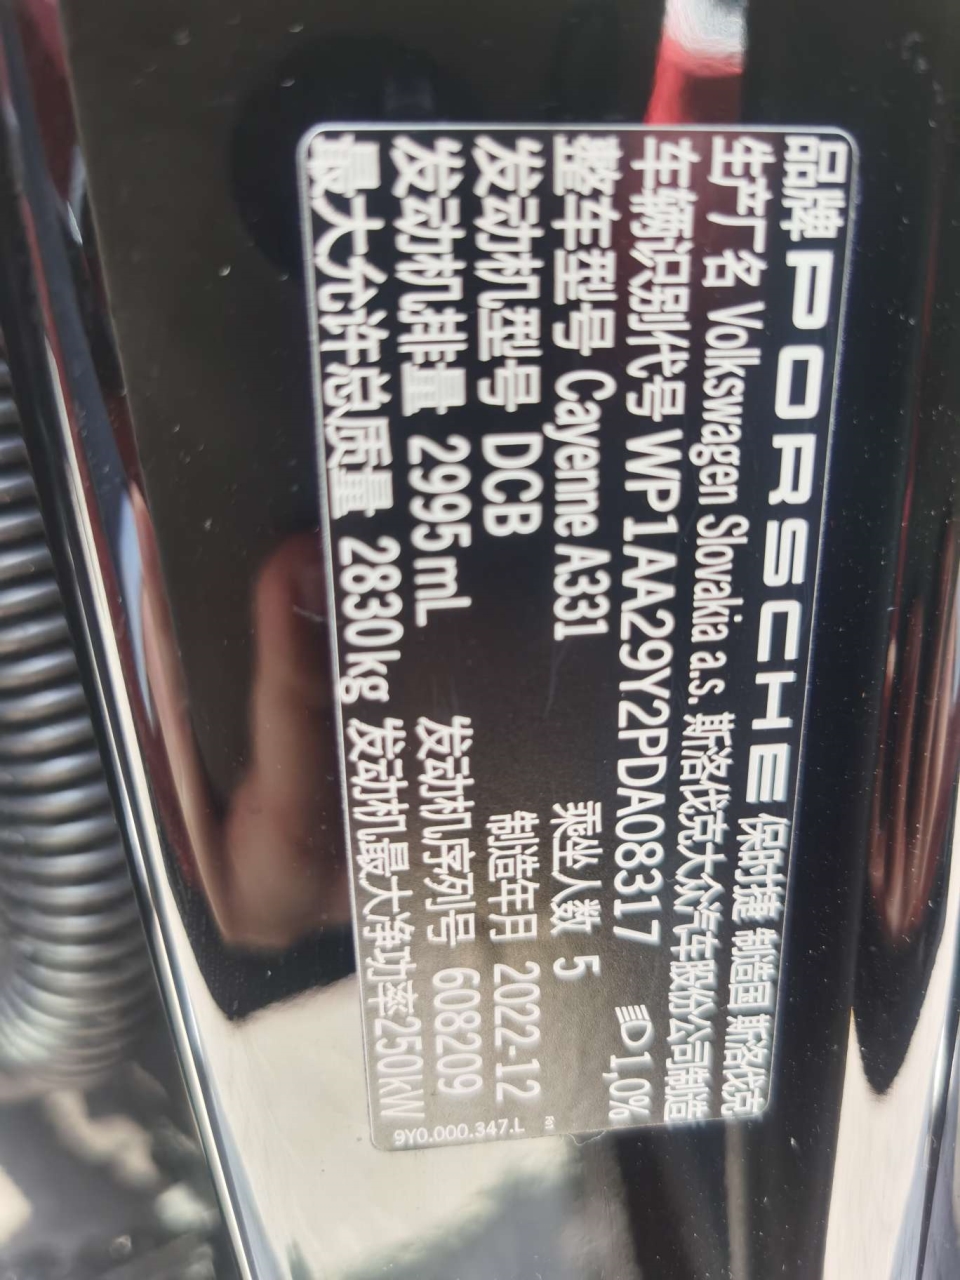 品牌 PORSCHE 保时捷 制造国 斯洛伐克
生产厂名 Volkswagen Slovakia a.s. 斯洛伐克大众汽车股份公司制造
车辆识别代号 WP1AA29Y2PDA08317 1,0%
整车型号 Cayenne A331 乘坐人数 5
发动机型号 DCB 制造年月 2022-12
发动机排量 2995mL 发动机序列号 608209
最大允许总质量 2830kg 发动机最大净功率250kW
9Y0.000.347.L